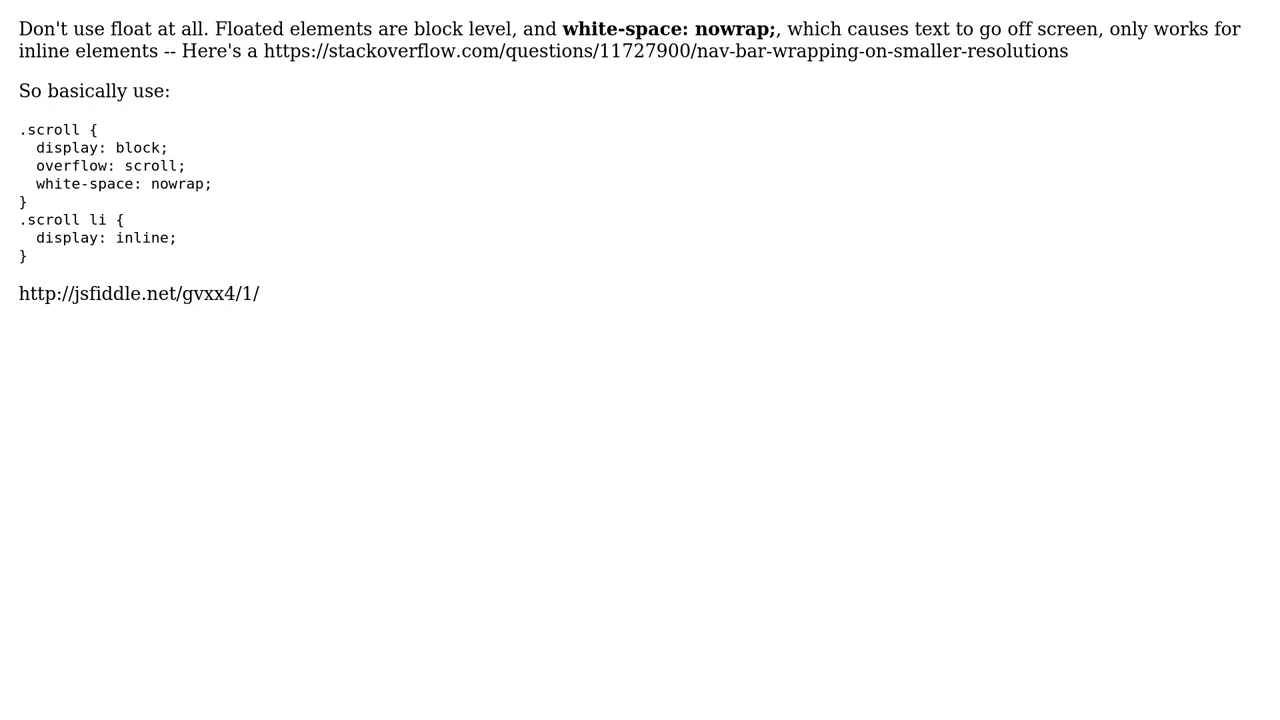 Don't use float at all. Floated elements are block level, and white-space: nowrap;, which causes text to go off screen, only works for
inline elements -- Here's a https://stackoverflow.com/questions/11727900/nav-bar-wrapping-on-smaller-resolutions
So basically use:
.scroll {
  display: block;
  overflow: scroll;
  white-space: nowrap;
}
.scroll li {
  display: inline;
}
http://jsfiddle.net/gvxx4/1/